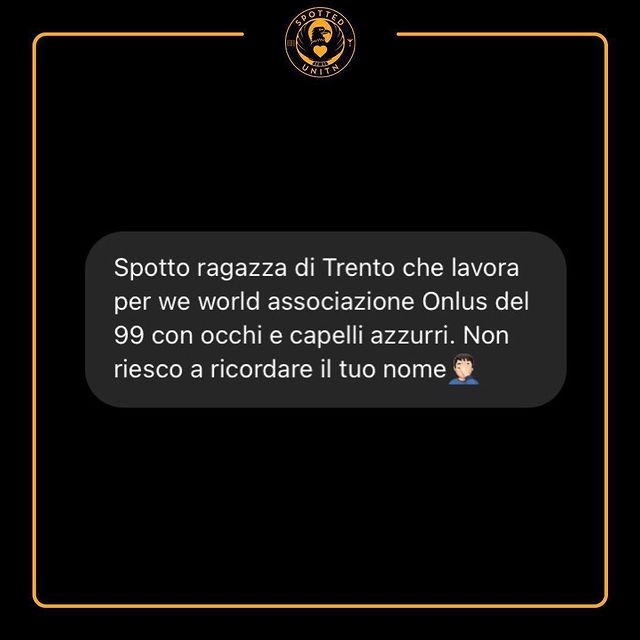 SPOTTED
UNITN
Spotto ragazza di Trento che lavora
per we world associazione Onlus del
99 con occhi e capelli azzurri. Non
riesco a ricordare il tuo nome🤦🏻‍♂️